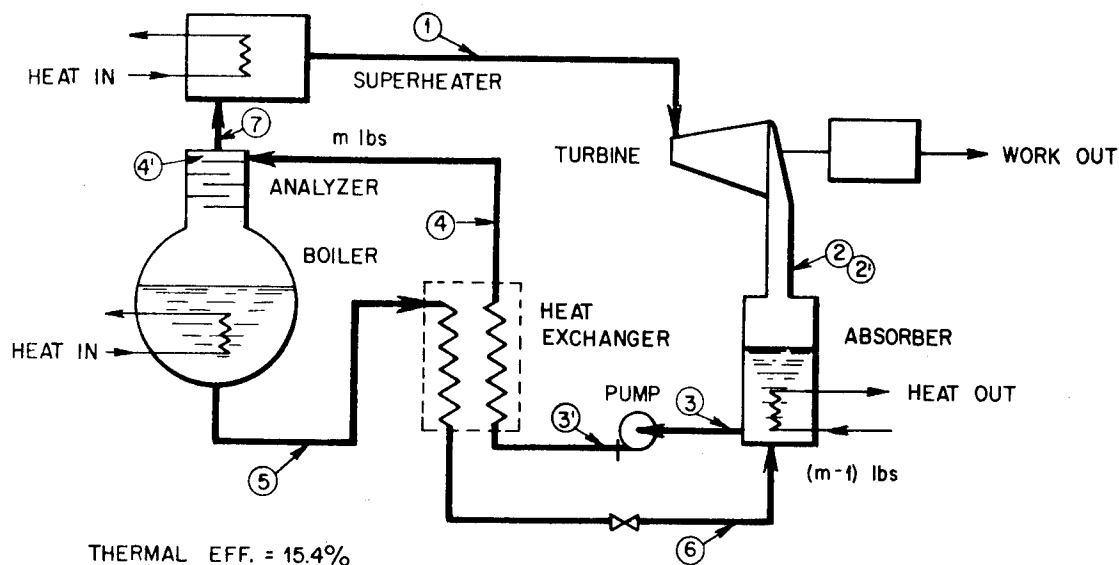 1
HEAT IN
SUPERHEATER
7
m lbs
4'
ANALYZER
TURBINE
WORK OUT
4
BOILER
2
2'
HEAT EXCHANGER
ABSORBER
HEAT IN
PUMP
3
HEAT OUT
3'
5
(m-1) lbs
6
THERMAL EFF. = 15.4%